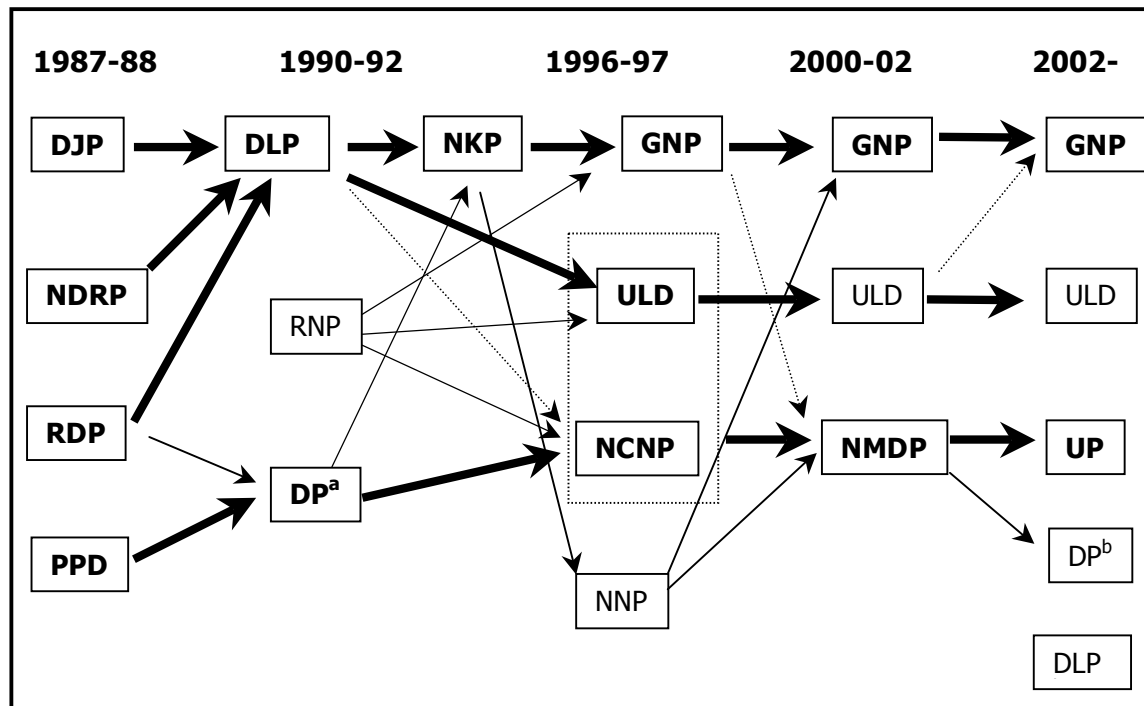 1987-88 1990-92 1996-97 2000-02 2002-
DJP DLP NKP GNP GNP GNP
NDRP ULD ULD ULD
RNP
RDP NCNP NMDP UP
DPᵃ
PPD DPᵇ
NNP
DLP